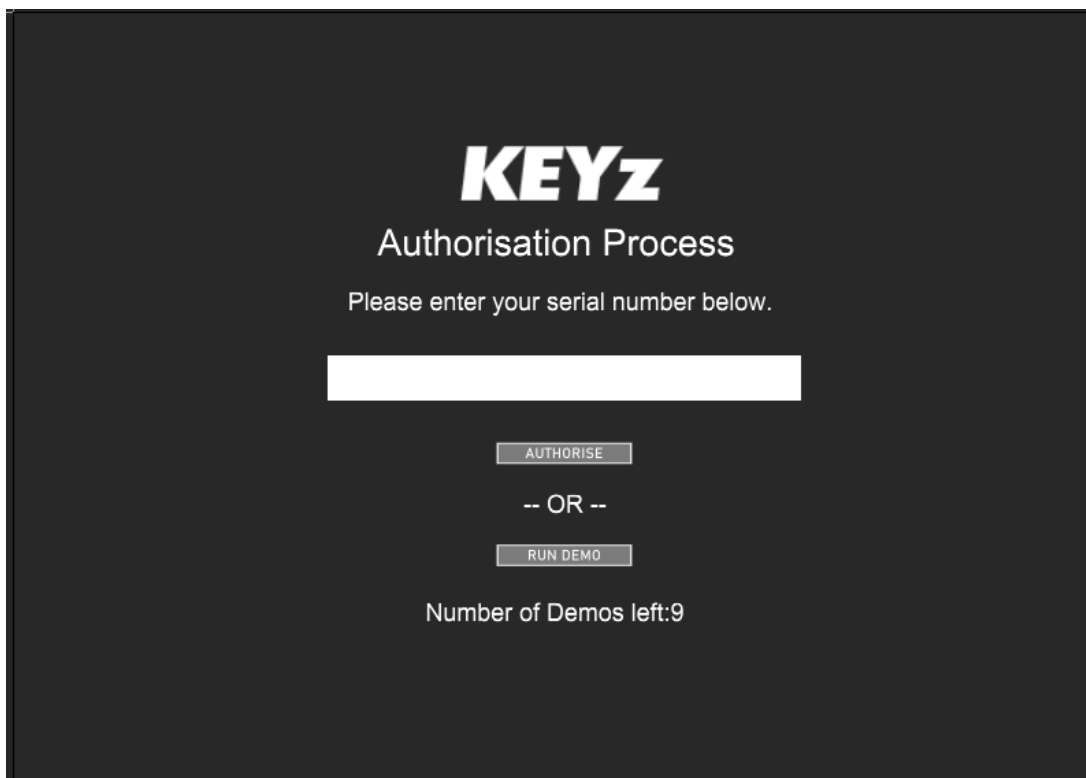 KEYz
Authorisation Process
Please enter your serial number below.
AUTHORISE
-- OR --
RUN DEMO
Number of Demos left:9